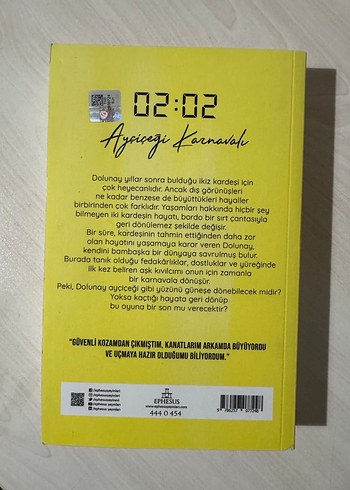 02:02
Ayçiçeği Karnavalı
Dolunay yıllar sonra bulduğu ikiz kardeşi için
çok heyecanlıdır. Ancak dış görünüşleri
ne kadar benzese de büyüttükleri hayaller
birbirinden çok farklıdır. Yaşamları hakkında hiçbir şey
bilmeyen iki kardeşin hayatı, bordo bir sırt çantasıyla
geri dönülemez şekilde değişir.
Bir süre, kardeşinin tahmin ettiğinden daha zor
olan hayatını yaşamaya karar veren Dolunay,
kendini bambaşka bir dünyaya savrulmuş bulur.
Burada tanık olduğu fedakârlıklar, dostluklar ve yüreğinde
ilk kez beliren aşk kıvılcımı onun için zamanla
bir karnavala dönüşür.
Peki, Dolunay ayçiçeği gibi yüzünü güneşe dönebilecek midir?
Yoksa kaçtığı hayata geri dönüp
bu oyuna bir son mu verecektir?
"GÜVENLİ KOZAMDAN ÇIKMIŞTIM, KANATLARIM ARKAMDA BÜYÜYORDU
VE UÇMAYA HAZIR OLDUĞUMU BİLİYORDUM."
EPHESUS
www.ephesusyayinlari.com
444 0 454